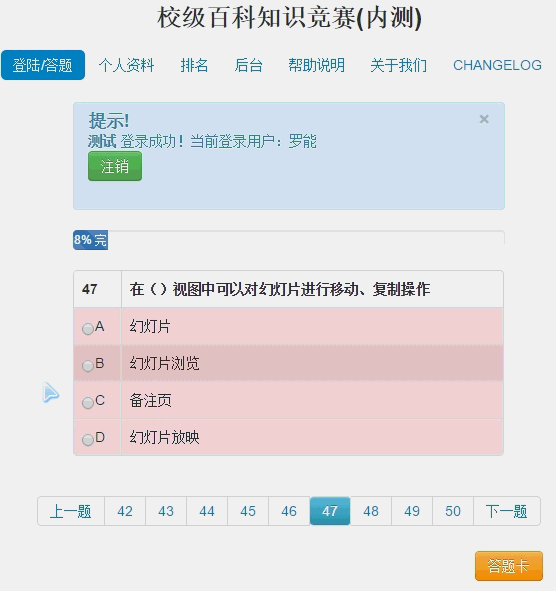 校级百科知识竞赛(内测)
登陆/答题 个人资料 排名 后台 帮助说明 关于我们 CHANGELOG
提示! ×
测试 登录成功！当前登录用户：罗能
注销
8% 完
47 在（）视图中可以对幻灯片进行移动、复制操作
A 幻灯片
B 幻灯片浏览
C 备注页
D 幻灯片放映
上一题 42 43 44 45 46 47 48 49 50 下一题
答题卡